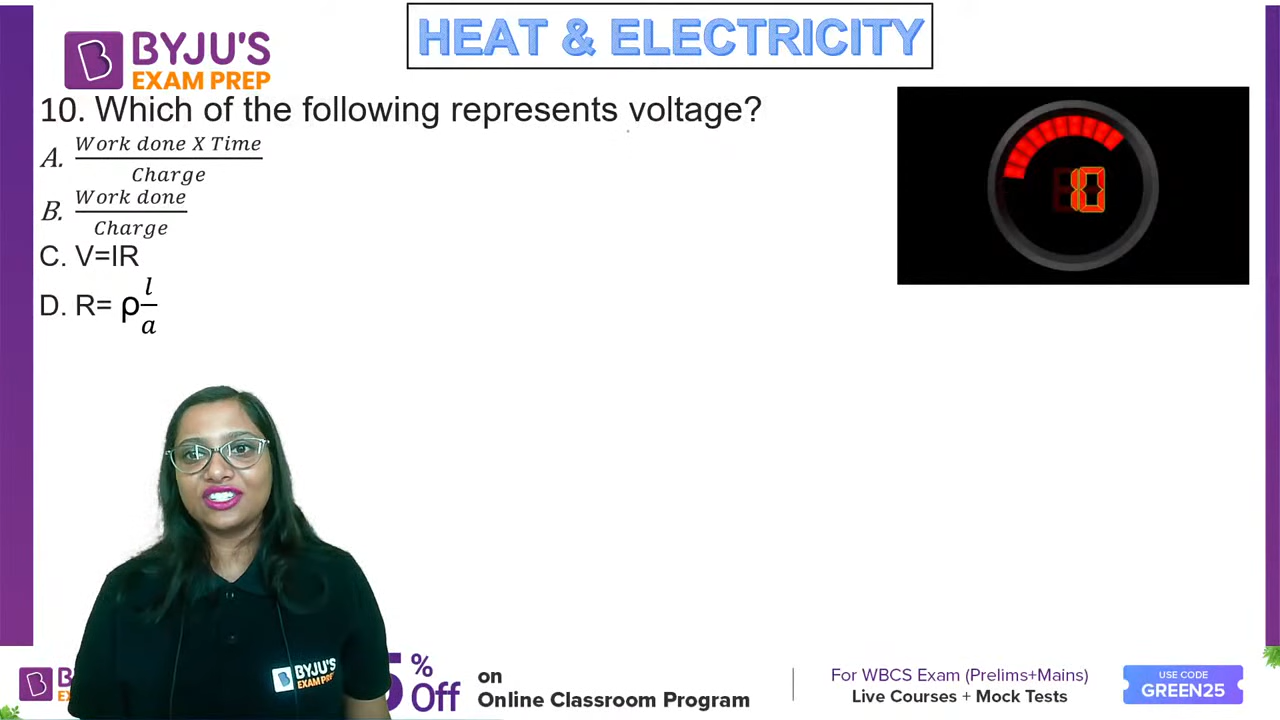 HEAT & ELECTRICITY
BYJU'S
EXAM PREP
10. Which of the following represents voltage?
A. Work done X Time / Charge
B. Work done / Charge
C. V=IR
D. R= ρ l/a
10
BYJU'S
EXAM PREP
5% Off
on
Online Classroom Program
For WBCS Exam (Prelims+Mains)
Live Courses + Mock Tests
USE CODE
GREEN25